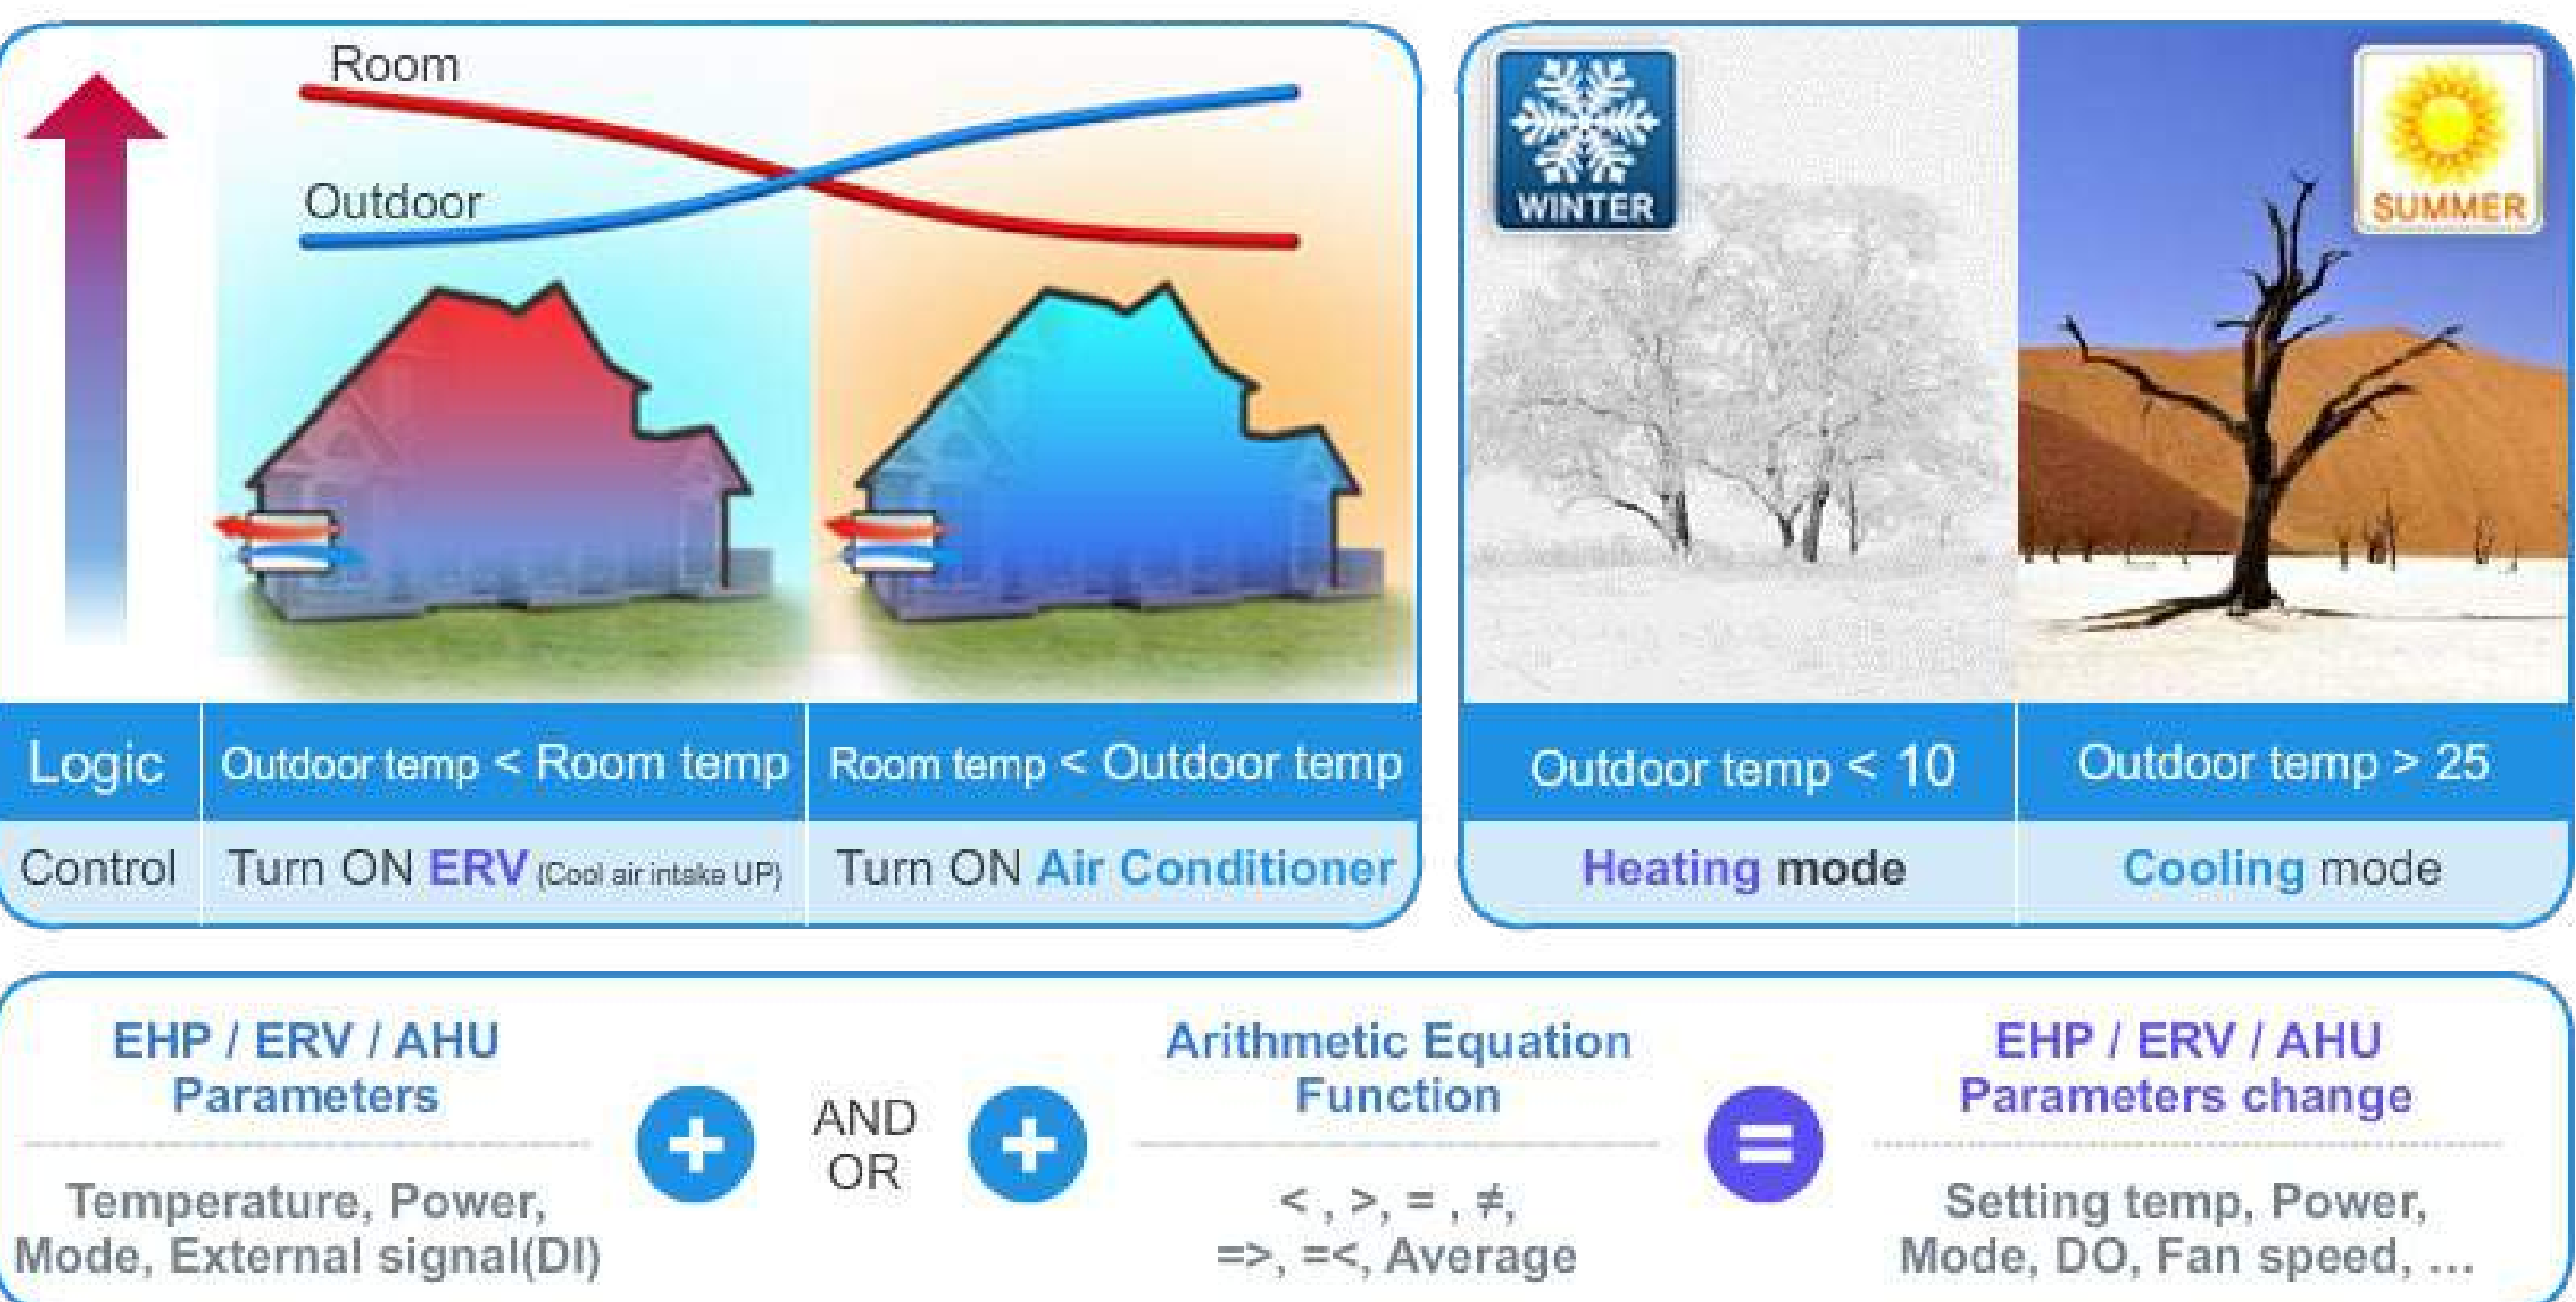 Room
Outdoor
WINTER
SUMMER
Logic
Outdoor temp < Room temp
Room temp < Outdoor temp
Outdoor temp < 10
Outdoor temp > 25
Control
Turn ON ERV (Cool air intake UP)
Turn ON Air Conditioner
Heating mode
Cooling mode
EHP / ERV / AHU
Parameters
Temperature, Power,
Mode, External signal(DI)
+
AND
OR
+
Arithmetic Equation
Function
< , >, = , ≠,
=>, =<, Average
=
EHP / ERV / AHU
Parameters change
Setting temp, Power,
Mode, DO, Fan speed, ...